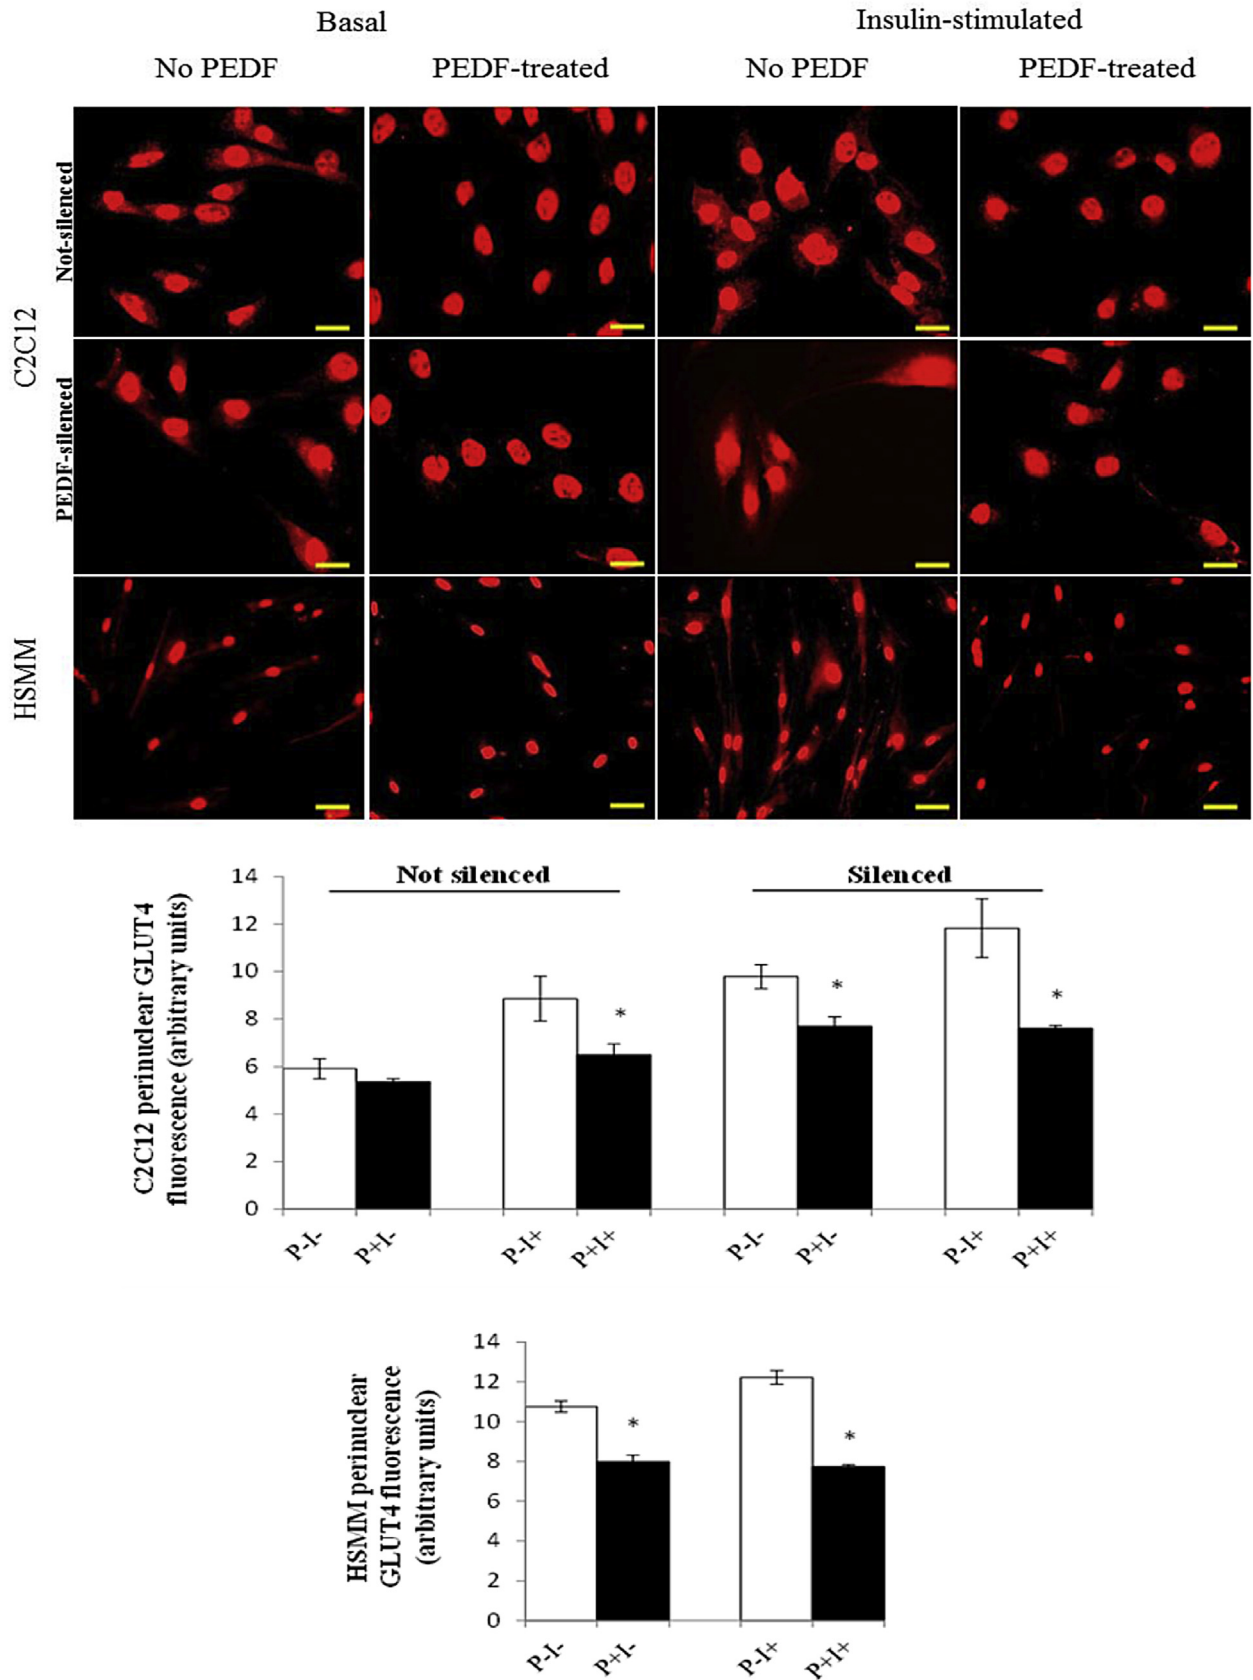 Basal
Insulin-stimulated
No PEDF
PEDF-treated
No PEDF
PEDF-treated
C2C12
Not-silenced
PEDF-silenced
HSMM
Not silenced
Silenced
C2C12 perinuclear GLUT4
fluorescence (arbitrary units)
14
12
10
8
6
4
2
0
*
*
*
P-I-
P+I-
P-I+
P+I+
P-I-
P+I-
P-I+
P+I+
HSMM perinuclear
GLUT4 fluorescence
(arbitrary units)
14
12
10
8
6
4
2
0
*
*
P-I-
P+I-
P-I+
P+I+